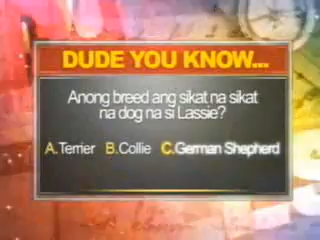 DUDE YOU KNOW...
Anong breed ang sikat na sikat
na dog na si Lassie?
A.Terrier B.Collie C.German Shepherd